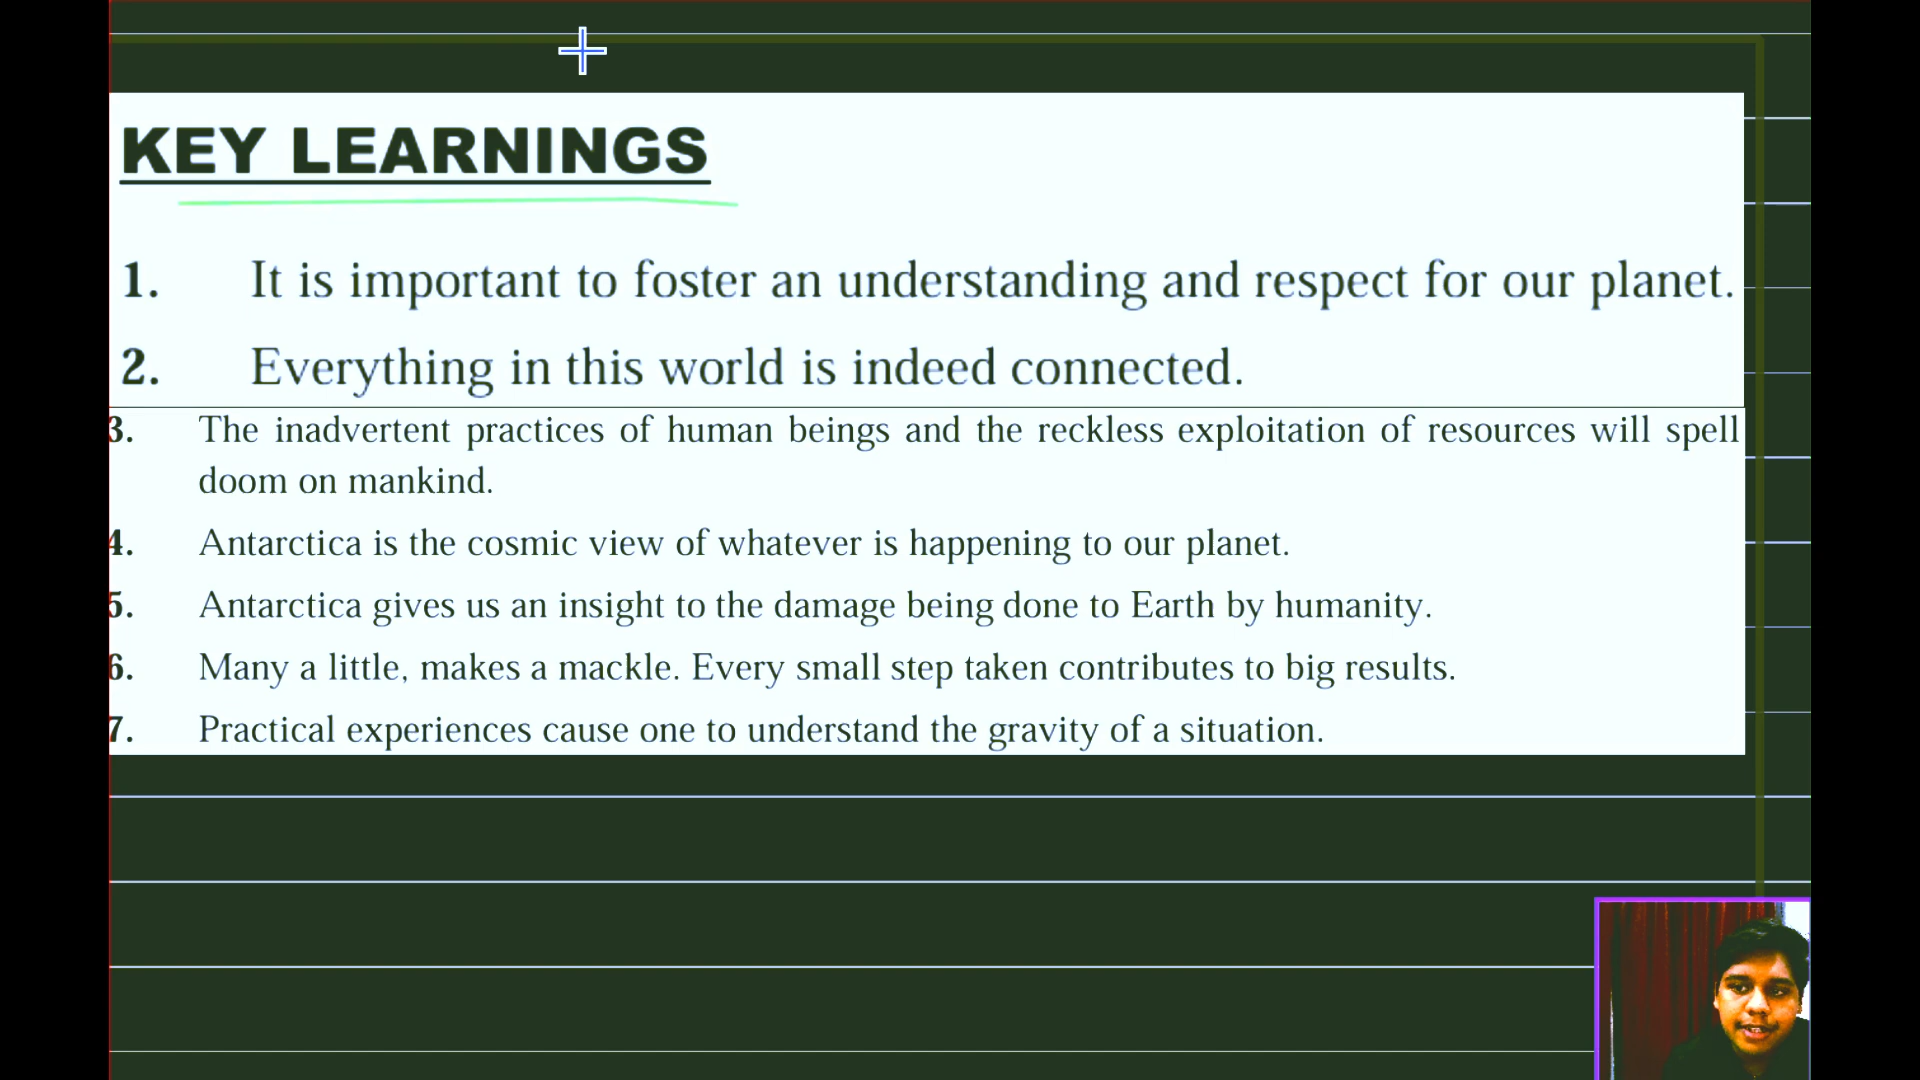 KEY LEARNINGS
1. It is important to foster an understanding and respect for our planet.
2. Everything in this world is indeed connected.
3. The inadvertent practices of human beings and the reckless exploitation of resources will spell
doom on mankind.
4. Antarctica is the cosmic view of whatever is happening to our planet.
5. Antarctica gives us an insight to the damage being done to Earth by humanity.
6. Many a little, makes a mackle. Every small step taken contributes to big results.
7. Practical experiences cause one to understand the gravity of a situation.